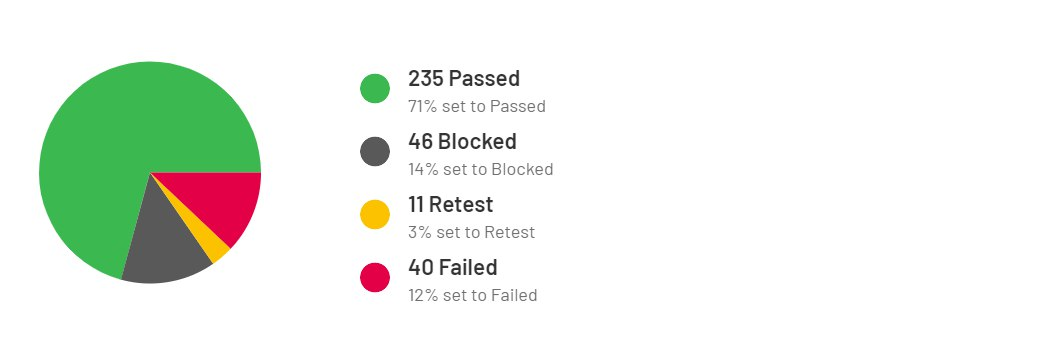 235 Passed
71% set to Passed
46 Blocked
14% set to Blocked
11 Retest
3% set to Retest
40 Failed
12% set to Failed